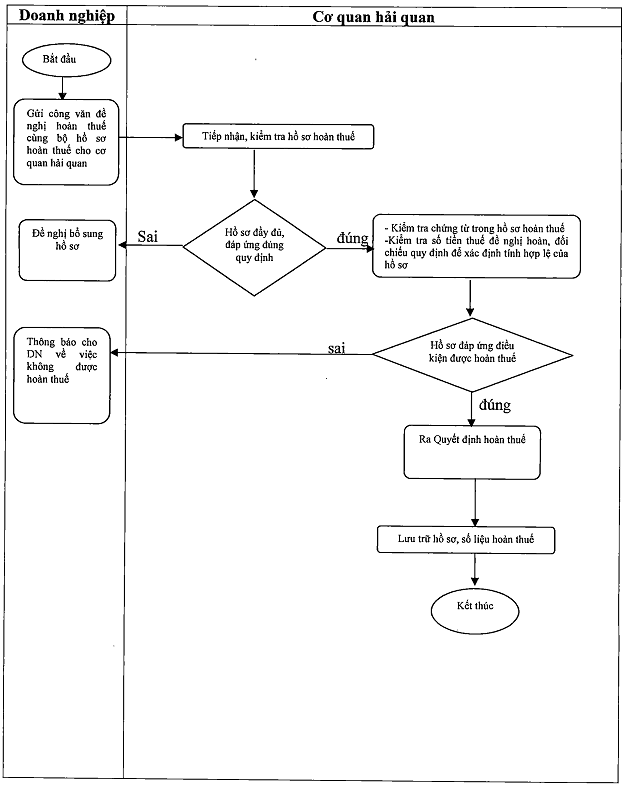 Doanh nghiệp
Cơ quan hải quan
Bắt đầu
Gửi công văn đề
nghị hoàn thuế
cùng bộ hồ sơ
hoàn thuế cho cơ
quan hải quan
Tiếp nhận, kiểm tra hồ sơ hoàn thuế
Đề nghị bổ sung
hồ sơ
Sai
Hồ sơ đầy đủ,
đáp ứng đúng
quy định
đúng
- Kiểm tra chứng từ trong hồ sơ hoàn thuế
-Kiểm tra số tiền thuế đề nghị hoàn, đối
chiếu quy định để xác định tính hợp lệ của
hồ sơ
Thông báo cho
DN về việc
không được
hoàn thuế
sai
Hồ sơ đáp ứng điều
kiện được hoàn thuế
đúng
Ra Quyết định hoàn thuế
Lưu trữ hồ sơ, số liệu hoàn thuế
Kết thúc